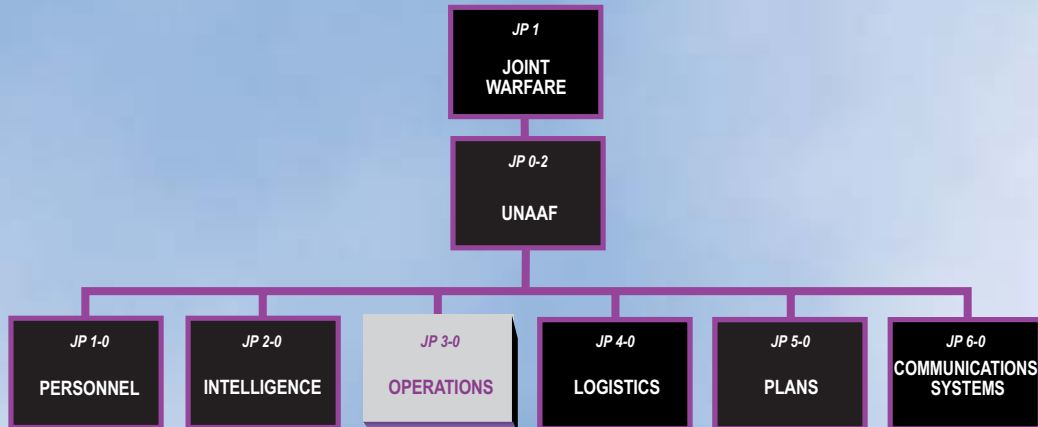 JP 1
JOINT
WARFARE
JP 0-2
UNAAF
JP 1-0
PERSONNEL
JP 2-0
INTELLIGENCE
JP 3-0
OPERATIONS
JP 4-0
LOGISTICS
JP 5-0
PLANS
JP 6-0
COMMUNICATIONS
SYSTEMS